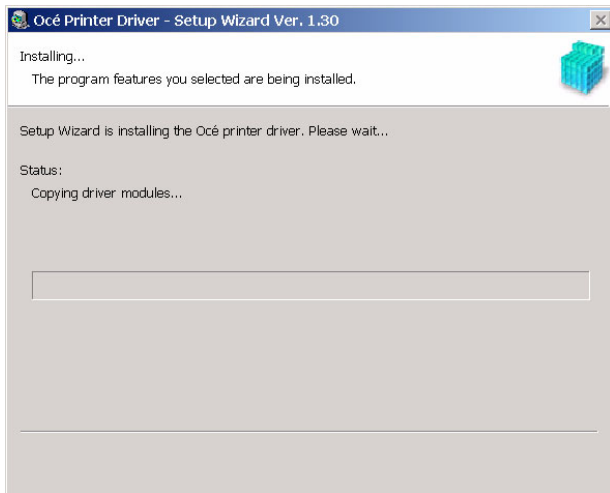 Océ Printer Driver - Setup Wizard Ver. 1.30
Installing...
The program features you selected are being installed.
Setup Wizard is installing the Océ printer driver. Please wait...
Status:
Copying driver modules...